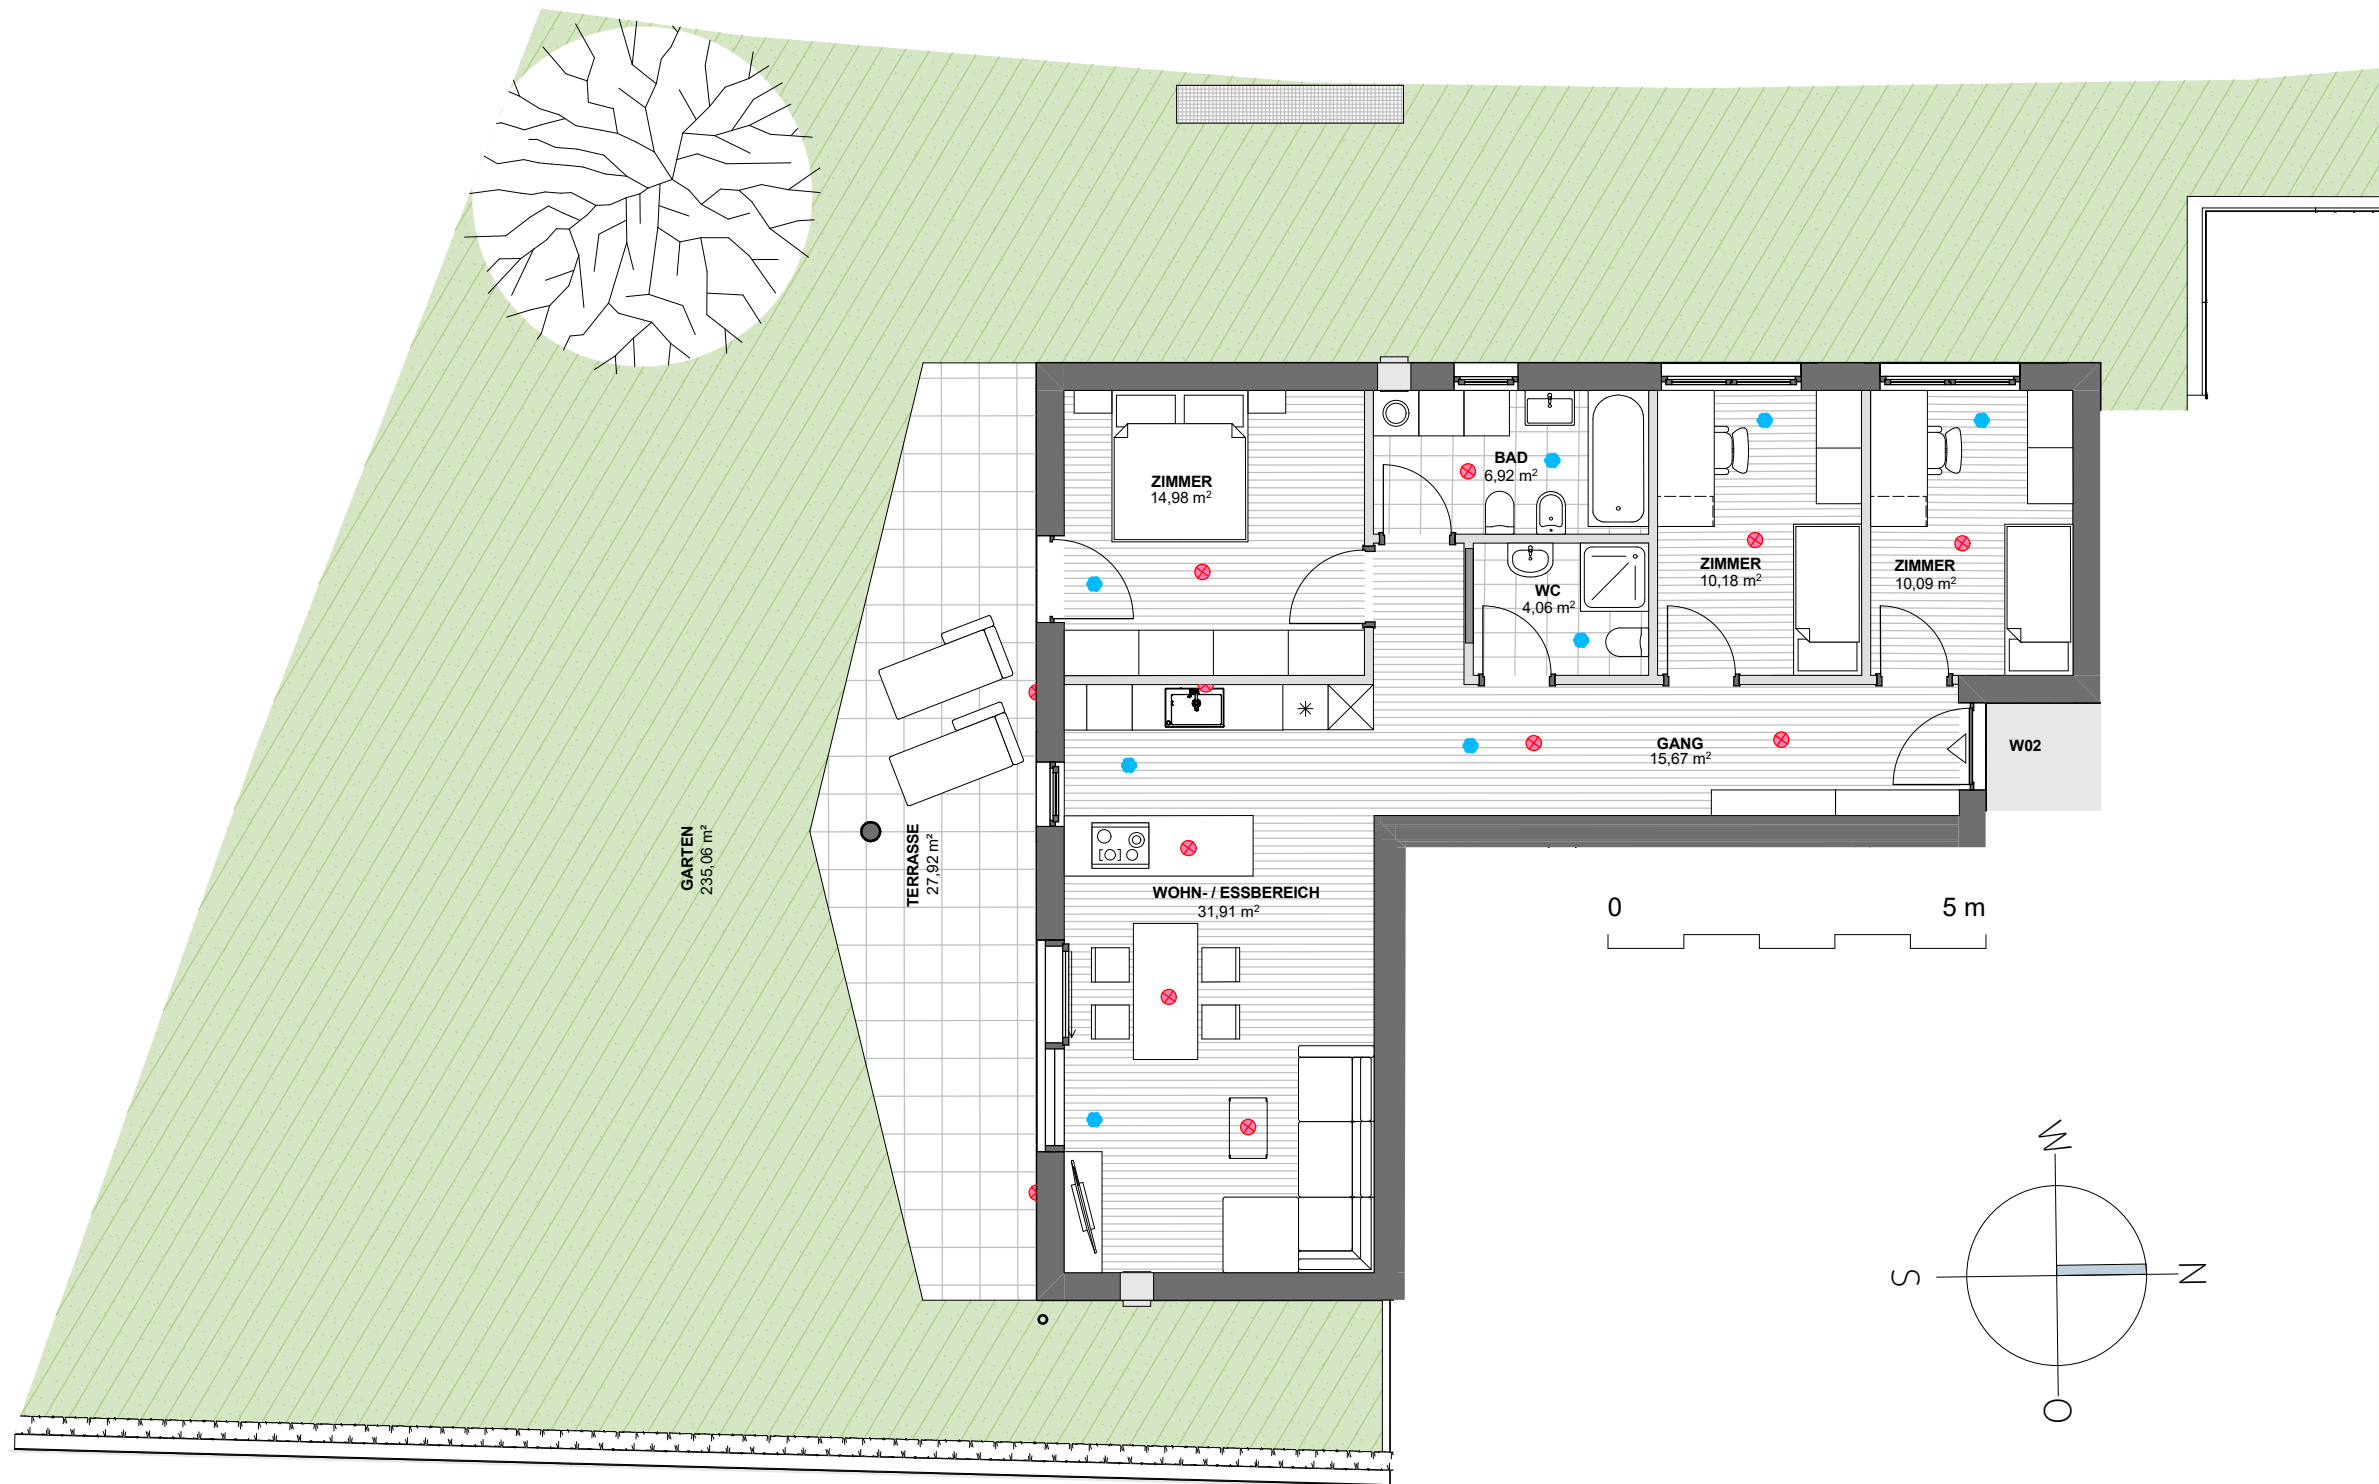 ZIMMER
14,98 m²
BAD
6,92 m²
WC
4,06 m²
ZIMMER
10,18 m²
ZIMMER
10,09 m²
GANG
15,67 m²
W02
GARTEN
235,06 m²
TERRASSE
27,92 m²
WOHN- / ESSBEREICH
31,91 m²
0 5 m
W
S N
O